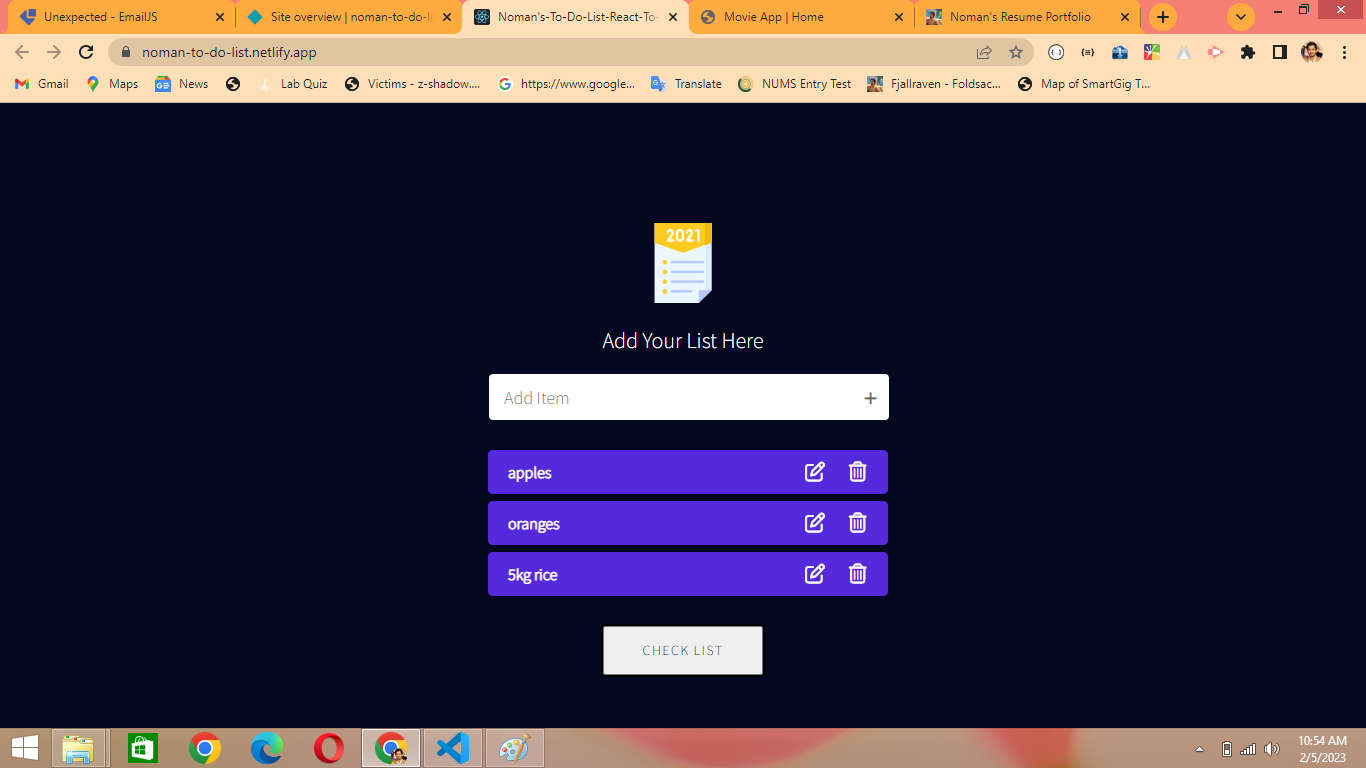 Unexpected - EmailJS
Site overview | noman-to-do-li
Noman's-To-Do-List-React-To-
Movie App | Home
Noman's Resume Portfolio
noman-to-do-list.netlify.app
Gmail
Maps
News
Lab Quiz
Victims - z-shadow....
https://www.google...
Translate
NUMS Entry Test
Fjallraven - Foldsac...
Map of SmartGig T...
2021
Add Your List Here
Add Item
apples
oranges
5kg rice
CHECK LIST
10:54 AM
2/5/2023